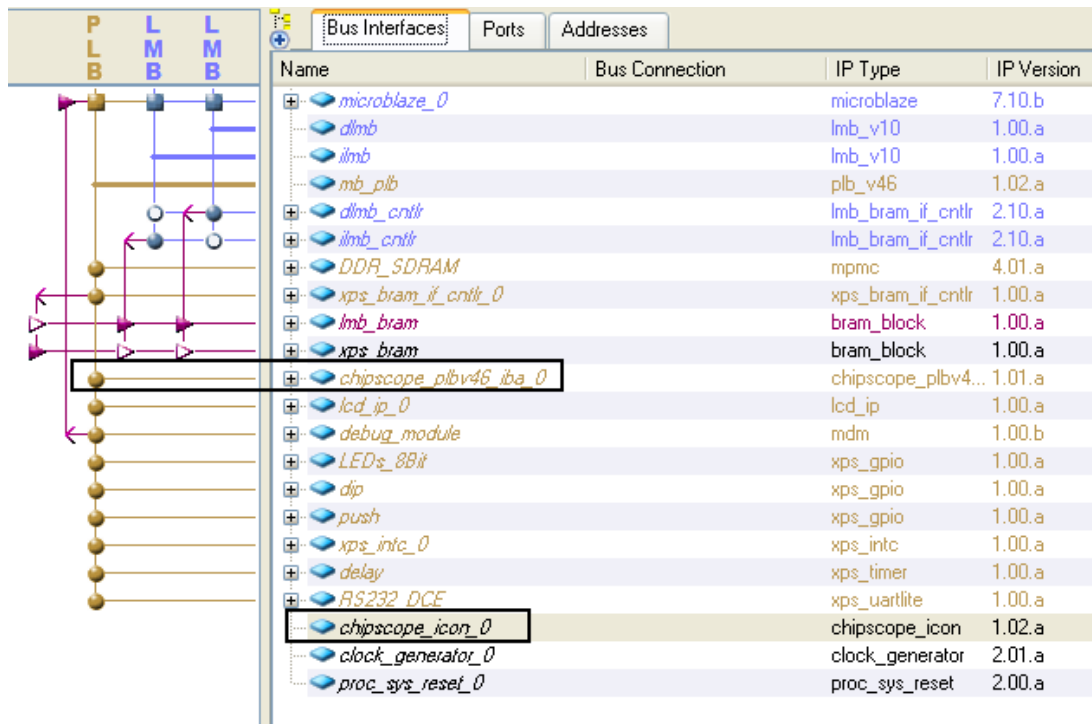 PLB LMB LMB
Bus Interfaces Ports Addresses
Name Bus Connection IP Type IP Version
microblaze_0 microblaze 7.10.b
dlmb lmb_v10 1.00.a
ilmb lmb_v10 1.00.a
mb_plb plb_v46 1.02.a
dlmb_cntlr lmb_bram_if_cntlr 2.10.a
ilmb_cntlr lmb_bram_if_cntlr 2.10.a
DDR_SDRAM mpmc 4.01.a
xps_bram_if_cntlr_0 xps_bram_if_cntlr 1.00.a
lmb_bram bram_block 1.00.a
xps_bram bram_block 1.00.a
chipscope_plbv46_iba_0 chipscope_plbv4... 1.01.a
lcd_ip_0 lcd_ip 1.00.a
debug_module mdm 1.00.b
LEDs_8Bit xps_gpio 1.00.a
dip xps_gpio 1.00.a
push xps_gpio 1.00.a
xps_intc_0 xps_intc 1.00.a
delay xps_timer 1.00.a
RS232_DCE xps_uartlite 1.00.a
chipscope_icon_0 chipscope_icon 1.02.a
clock_generator_0 clock_generator 2.01.a
proc_sys_reset_0 proc_sys_reset 2.00.a